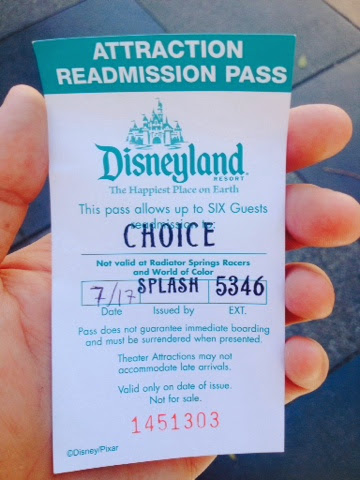 ATTRACTION
READMISSION PASS
Disneyland
RESORT
The Happiest Place on Earth
This pass allows up to SIX Guests
readmission to:
CHOICE
Not valid at Radiator Springs Racers
and World of Color
7/17 SPLASH 5346
Date Issued by EXT.
Pass does not guarantee immediate boarding
and must be surrendered when presented.
Theater Attractions may not
accommodate late arrivals.
Valid only on date of issue.
Not for sale.
1451303
©Disney/Pixar